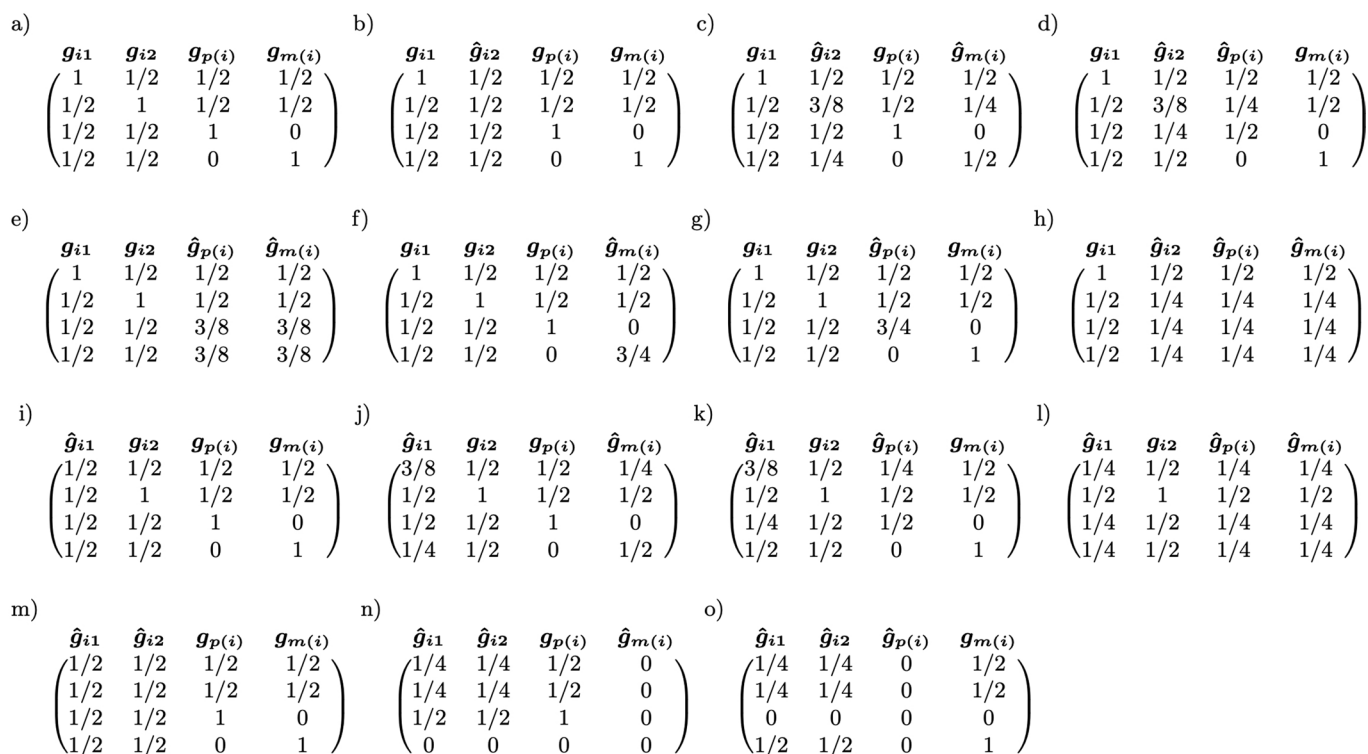 a) b) c) d)
g_{i1} g_{i2} g_{p(i)} g_{m(i)} g_{i1} ĝ_{i2} g_{p(i)} g_{m(i)} g_{i1} ĝ_{i2} g_{p(i)} ĝ_{m(i)} g_{i1} ĝ_{i2} ĝ_{p(i)} g_{m(i)}
1 1/2 1/2 1/2 1 1/2 1/2 1/2 1 1/2 1/2 1/2 1 1/2 1/2 1/2
1/2 1 1/2 1/2 1/2 1/2 1/2 1/2 1/2 3/8 1/2 1/4 1/2 3/8 1/4 1/2
1/2 1/2 1 0 1/2 1/2 1 0 1/2 1/2 1 0 1/2 1/4 1/2 0
1/2 1/2 0 1 1/2 1/2 0 1 1/2 1/4 0 1/2 1/2 1/2 0 1
e) f) g) h)
g_{i1} g_{i2} ĝ_{p(i)} ĝ_{m(i)} g_{i1} g_{i2} g_{p(i)} ĝ_{m(i)} g_{i1} g_{i2} ĝ_{p(i)} g_{m(i)} g_{i1} ĝ_{i2} ĝ_{p(i)} ĝ_{m(i)}
1 1/2 1/2 1/2 1 1/2 1/2 1/2 1 1/2 1/2 1/2 1 1/2 1/2 1/2
1/2 1 1/2 1/2 1/2 1 1/2 1/2 1/2 1 1/2 1/2 1/2 1/4 1/4 1/4
1/2 1/2 3/8 3/8 1/2 1/2 1 0 1/2 1/2 3/4 0 1/2 1/4 1/4 1/4
1/2 1/2 3/8 3/8 1/2 1/2 0 3/4 1/2 1/2 0 1 1/2 1/4 1/4 1/4
i) j) k) l)
ĝ_{i1} g_{i2} g_{p(i)} g_{m(i)} ĝ_{i1} g_{i2} g_{p(i)} ĝ_{m(i)} ĝ_{i1} g_{i2} ĝ_{p(i)} g_{m(i)} ĝ_{i1} g_{i2} ĝ_{p(i)} ĝ_{m(i)}
1/2 1/2 1/2 1/2 3/8 1/2 1/2 1/4 3/8 1/2 1/4 1/2 1/4 1/2 1/4 1/4
1/2 1 1/2 1/2 1/2 1 1/2 1/2 1/2 1 1/2 1/2 1/2 1 1/2 1/2
1/2 1/2 1 0 1/2 1/2 1 0 1/4 1/2 1/2 0 1/4 1/2 1/4 1/4
1/2 1/2 0 1 1/4 1/2 0 1/2 1/2 1/2 0 1 1/4 1/2 1/4 1/4
m) n) o)
ĝ_{i1} ĝ_{i2} g_{p(i)} g_{m(i)} ĝ_{i1} ĝ_{i2} g_{p(i)} ĝ_{m(i)} ĝ_{i1} ĝ_{i2} ĝ_{p(i)} g_{m(i)}
1/2 1/2 1/2 1/2 1/4 1/4 1/2 0 1/4 1/4 0 1/2
1/2 1/2 1/2 1/2 1/4 1/4 1/2 0 1/4 1/4 0 1/2
1/2 1/2 1 0 1/2 1/2 1 0 0 0 0 0
1/2 1/2 0 1 0 0 0 0 1/2 1/2 0 1